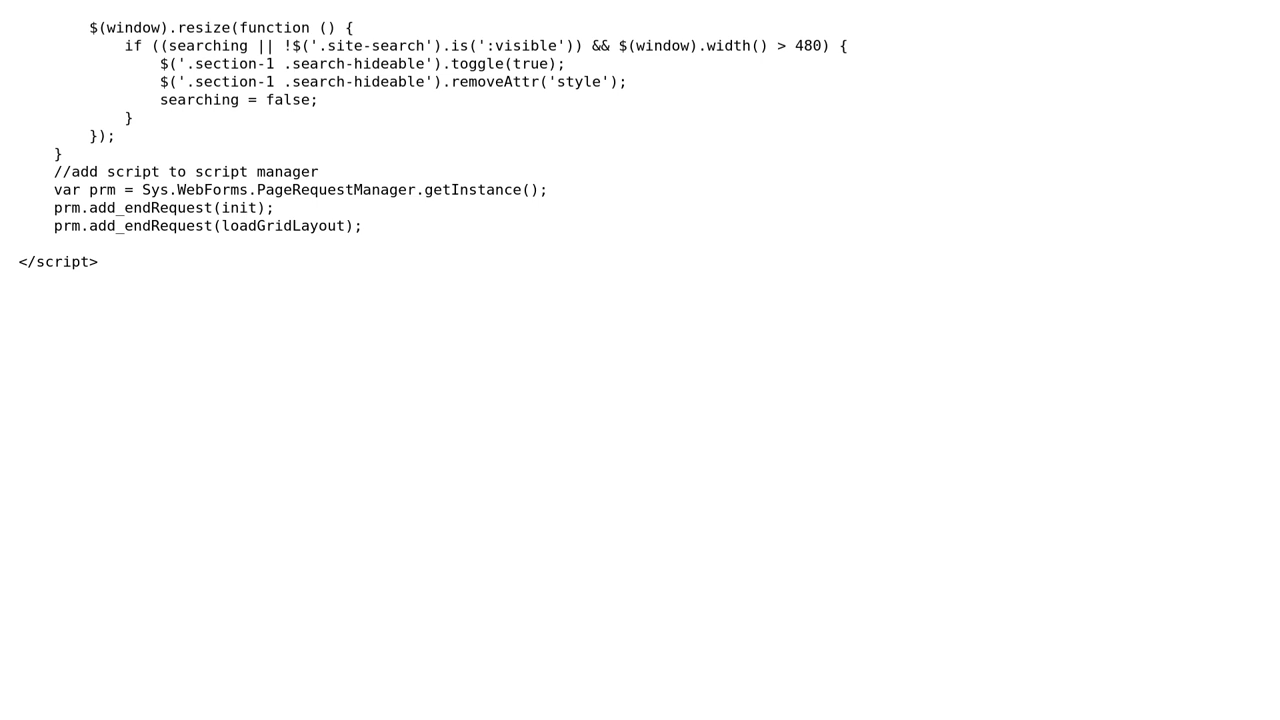 $(window).resize(function () {
            if ((searching || !$('.site-search').is(':visible')) && $(window).width() > 480) {
                $('.section-1 .search-hideable').toggle(true);
                $('.section-1 .search-hideable').removeAttr('style');
                searching = false;
            }
        });
    }
    //add script to script manager
    var prm = Sys.WebForms.PageRequestManager.getInstance();
    prm.add_endRequest(init);
    prm.add_endRequest(loadGridLayout);

</script>